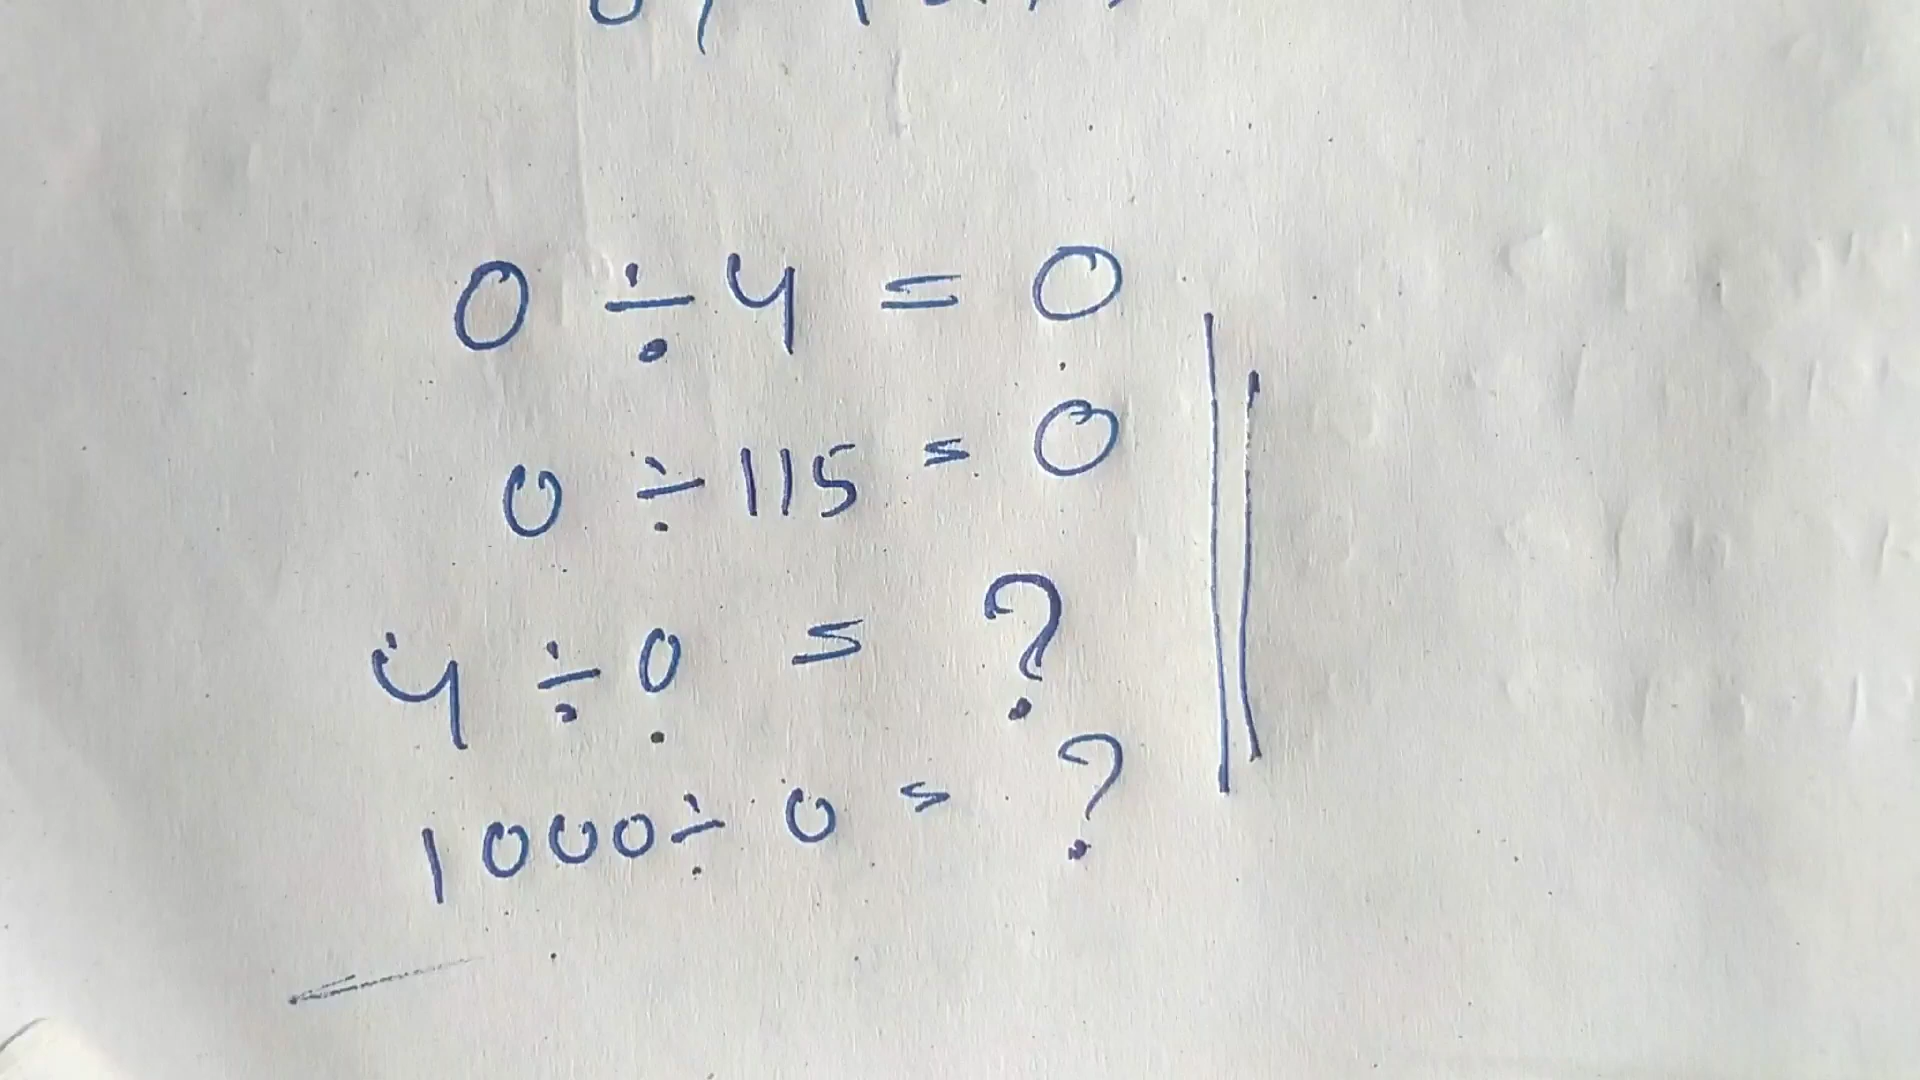 0 ÷ 4 = 0
0 ÷ 115 = 0
4 ÷ 0 = ?
1000 ÷ 0 = ?